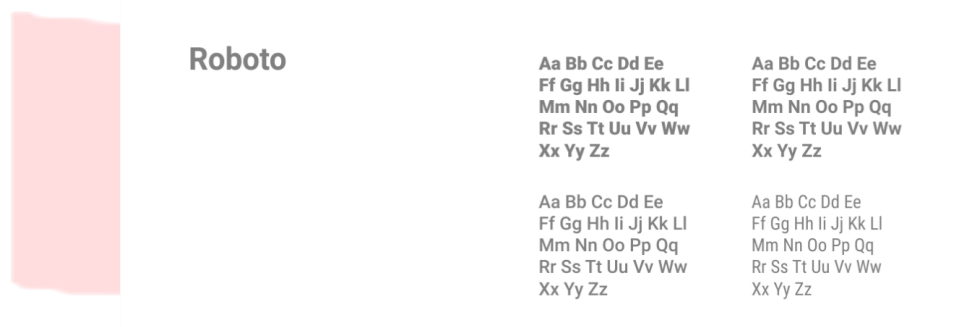 Roboto
Aa Bb Cc Dd Ee
Ff Gg Hh Ii Jj Kk Ll
Mm Nn Oo Pp Qq
Rr Ss Tt Uu Vv Ww
Xx Yy Zz
Aa Bb Cc Dd Ee
Ff Gg Hh Ii Jj Kk Ll
Mm Nn Oo Pp Qq
Rr Ss Tt Uu Vv Ww
Xx Yy Zz
Aa Bb Cc Dd Ee
Ff Gg Hh Ii Jj Kk Ll
Mm Nn Oo Pp Qq
Rr Ss Tt Uu Vv Ww
Xx Yy Zz
Aa Bb Cc Dd Ee
Ff Gg Hh Ii Jj Kk Ll
Mm Nn Oo Pp Qq
Rr Ss Tt Uu Vv Ww
Xx Yy Zz